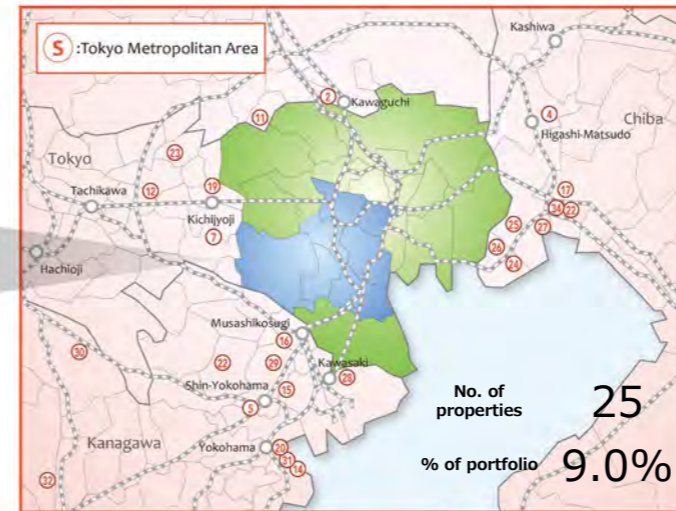 S :Tokyo Metropolitan Area
Kashiwa
2 Kawaguchi
11
4
Higashi-Matsudo
Chiba
Tokyo
23
Tachikawa
12
19
Kichijyoji
7
17
34 22
25
27
26
24
Hachioji
Musashikosugi
16
30
22
29
Kawasaki
28
Shin-Yokohama
15
5
No. of
properties
25
Kanagawa
Yokohama
20
31
14
% of portfolio
9.0%
32